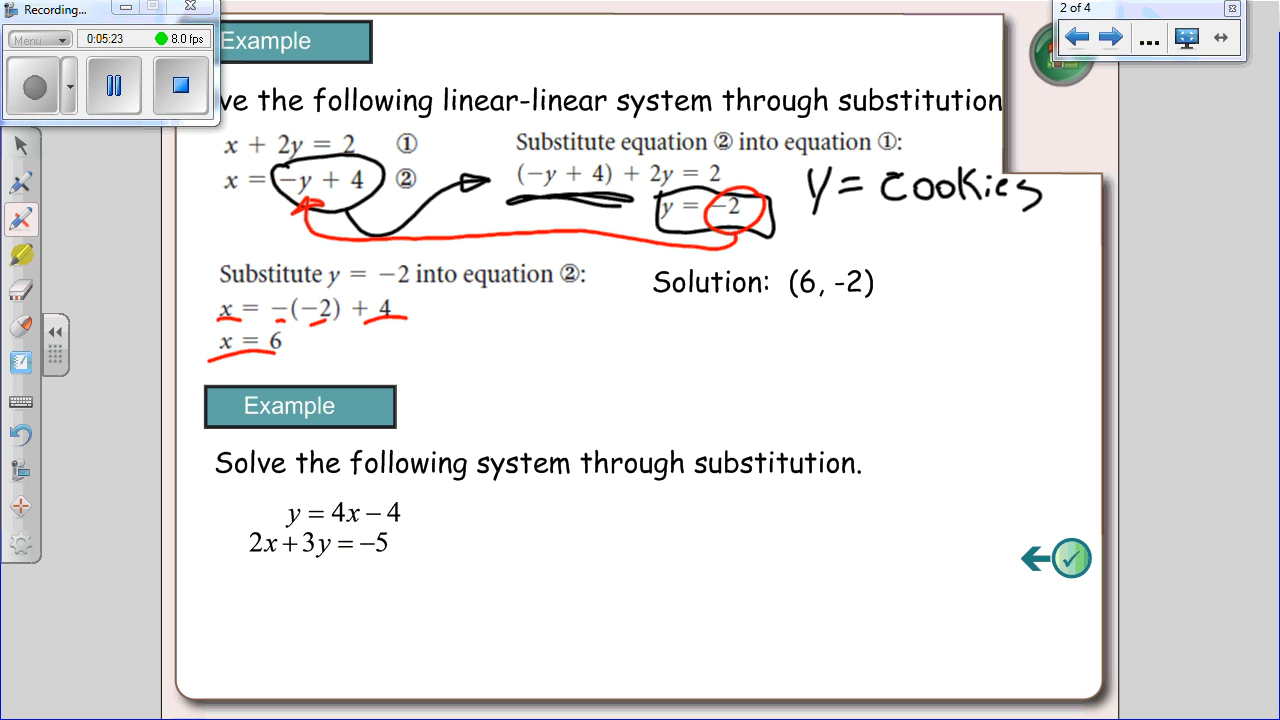 Recording...
2 of 4
Menu
0:05:23
8.0 fps
...
Example
ve the following linear-linear system through substitution
x + 2y = 2 ①
x = −y + 4 ②
Substitute equation ② into equation ①:
(−y + 4) + 2y = 2
y = −2
y = cookies
Substitute y = −2 into equation ②:
x = −(−2) + 4
x = 6
Solution: (6, -2)
Example
Solve the following system through substitution.
y = 4x − 4
2x + 3y = −5